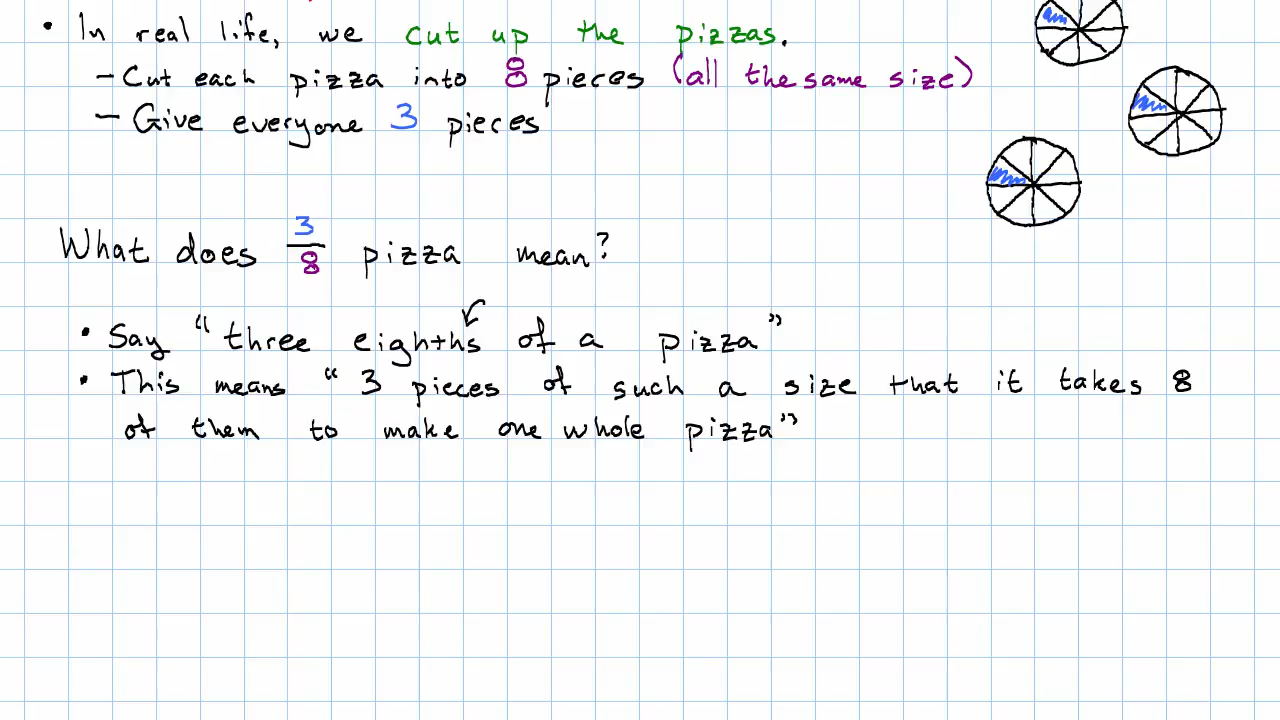 • In real life, we cut up the pizzas.
– Cut each pizza into 8 pieces (all the same size)
– Give everyone 3 pieces
What does 3/8 pizza mean?
• Say "three eighths of a pizza"
• This means "3 pieces of such a size that it takes 8
of them to make one whole pizza"